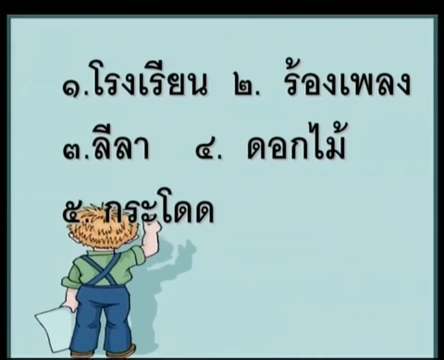 ๑.โรงเรียน ๒. ร้องเพลง
๓.ลีลา ๔. ดอกไม้
๕. กระโดด